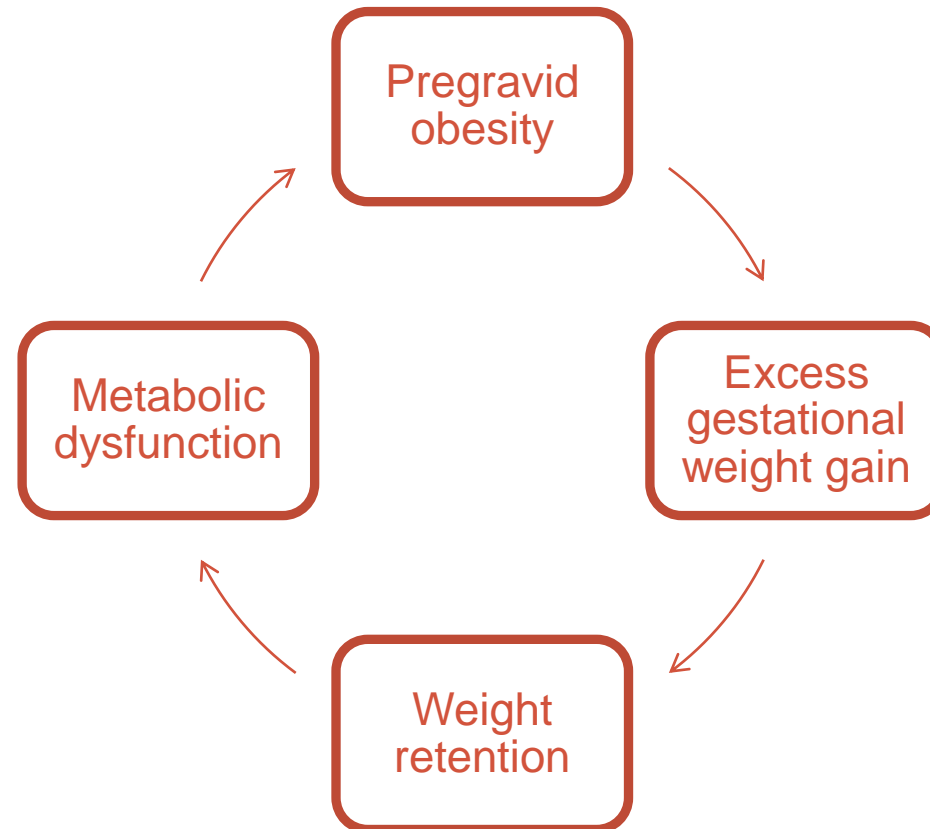 Pregravid
obesity
Excess
gestational
weight gain
Weight
retention
Metabolic
dysfunction